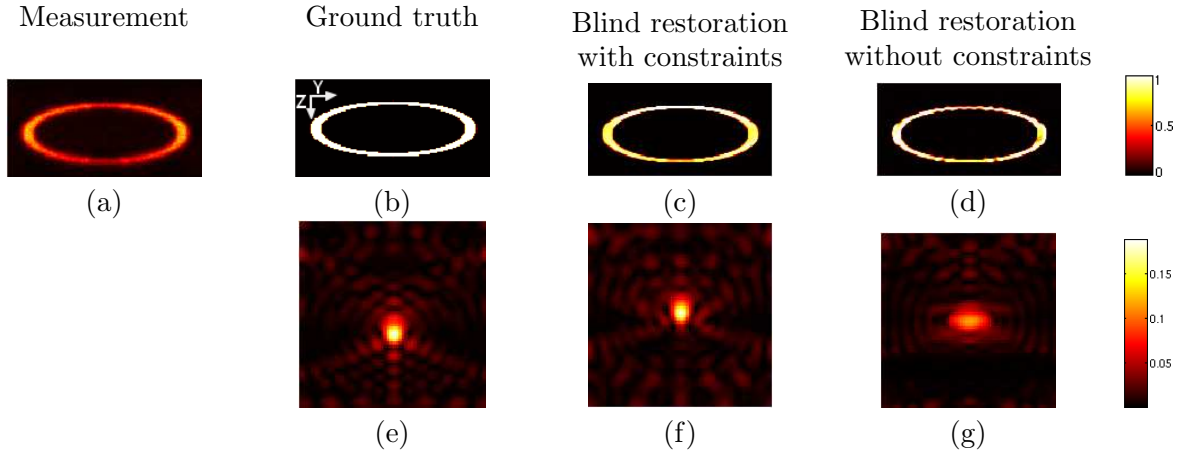 Measurement
Ground truth
Blind restoration
with constraints
Blind restoration
without constraints
Y
Z
1
0.5
0
(a)
(b)
(c)
(d)
0.15
0.1
0.05
(e)
(f)
(g)